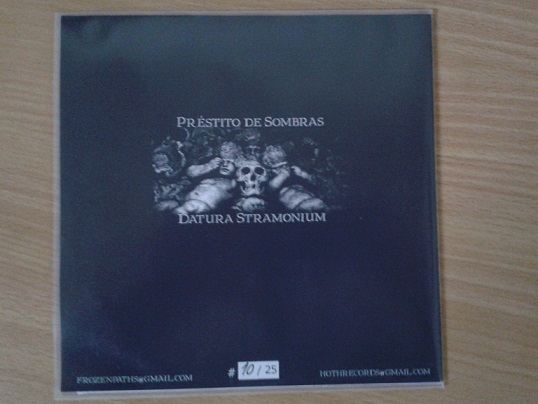 PRÉSTITO DE SOMBRAS
DATURA STRAMONIUM
FROZENPATHS@GMAIL.COM
# 10/25
HOTHRECORDS@GMAIL.COM